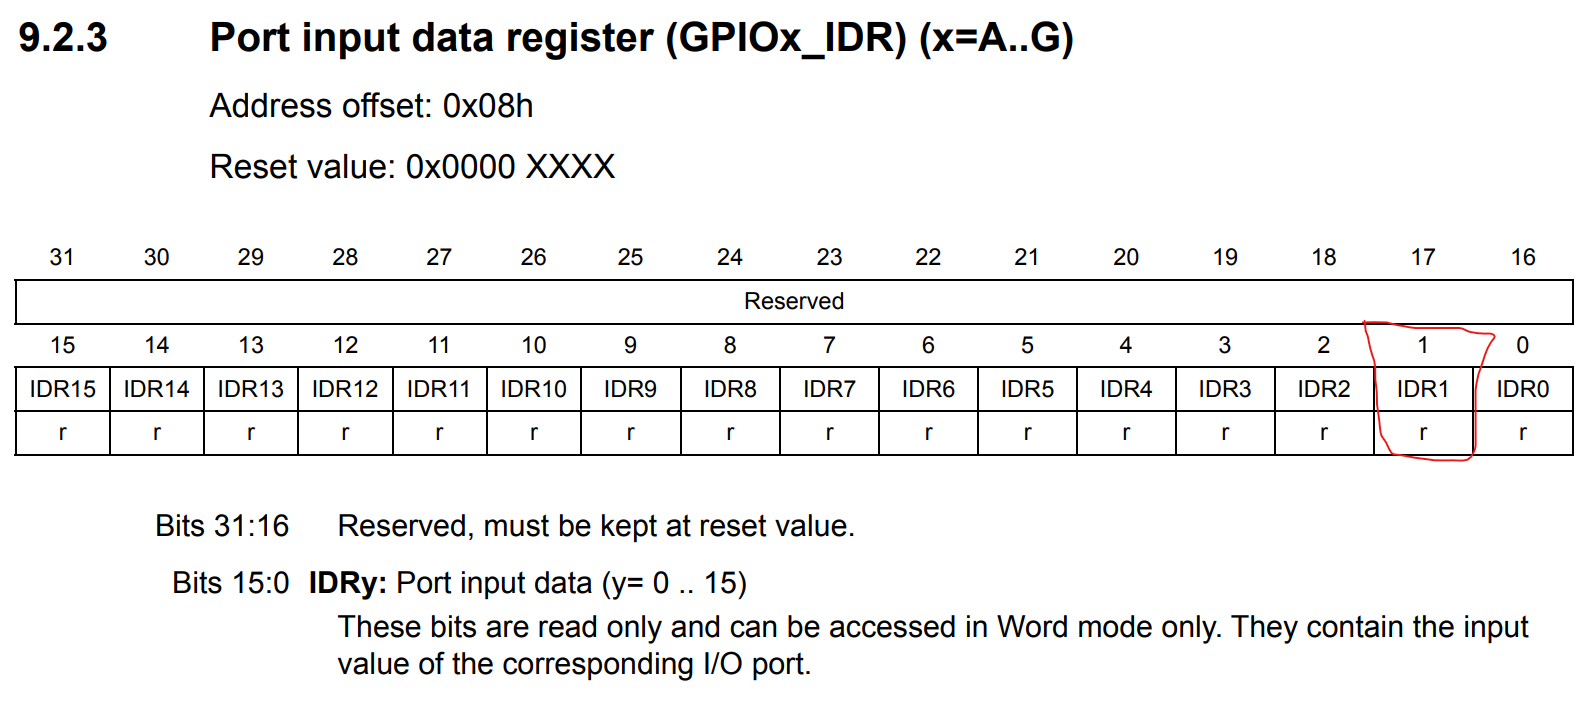 9.2.3 Port input data register (GPIOx_IDR) (x=A..G)
Address offset: 0x08h
Reset value: 0x0000 XXXX
31 30 29 28 27 26 25 24 23 22 21 20 19 18 17 16
Reserved
15 14 13 12 11 10 9 8 7 6 5 4 3 2 1 0
IDR15 IDR14 IDR13 IDR12 IDR11 IDR10 IDR9 IDR8 IDR7 IDR6 IDR5 IDR4 IDR3 IDR2 IDR1 IDR0
r r r r r r r r r r r r r r r r
Bits 31:16 Reserved, must be kept at reset value.
Bits 15:0 IDRy: Port input data (y= 0 .. 15)
These bits are read only and can be accessed in Word mode only. They contain the input
value of the corresponding I/O port.